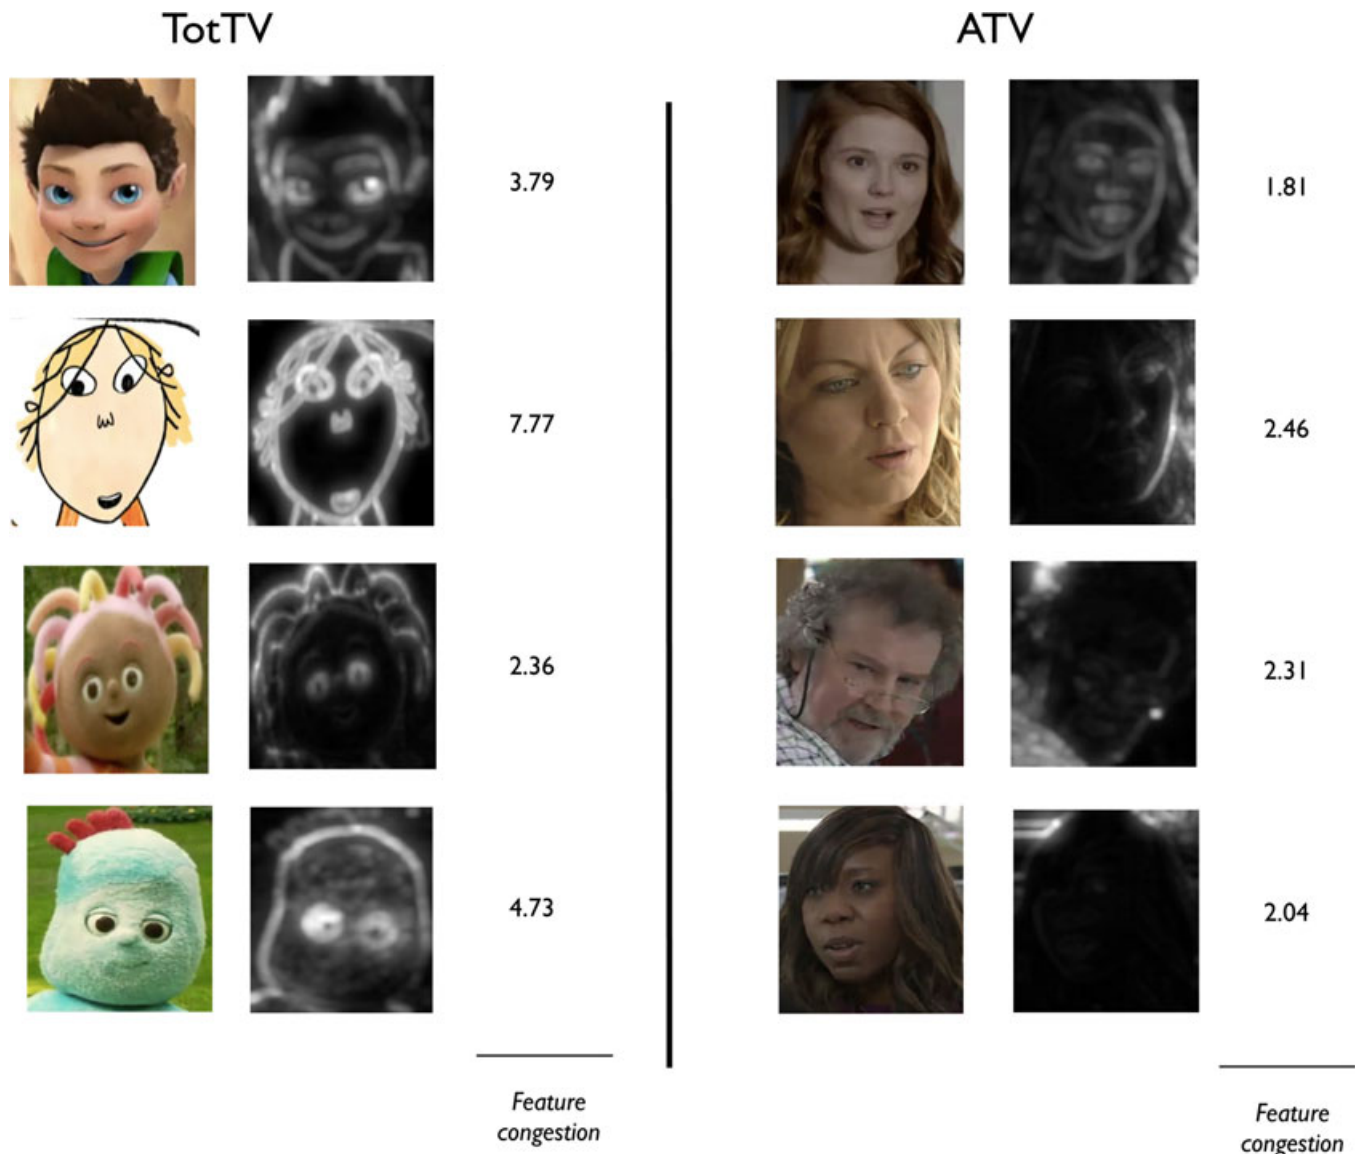 TotTV
ATV
3.79
1.81
7.77
2.46
2.36
2.31
4.73
2.04
Feature
congestion
Feature
congestion